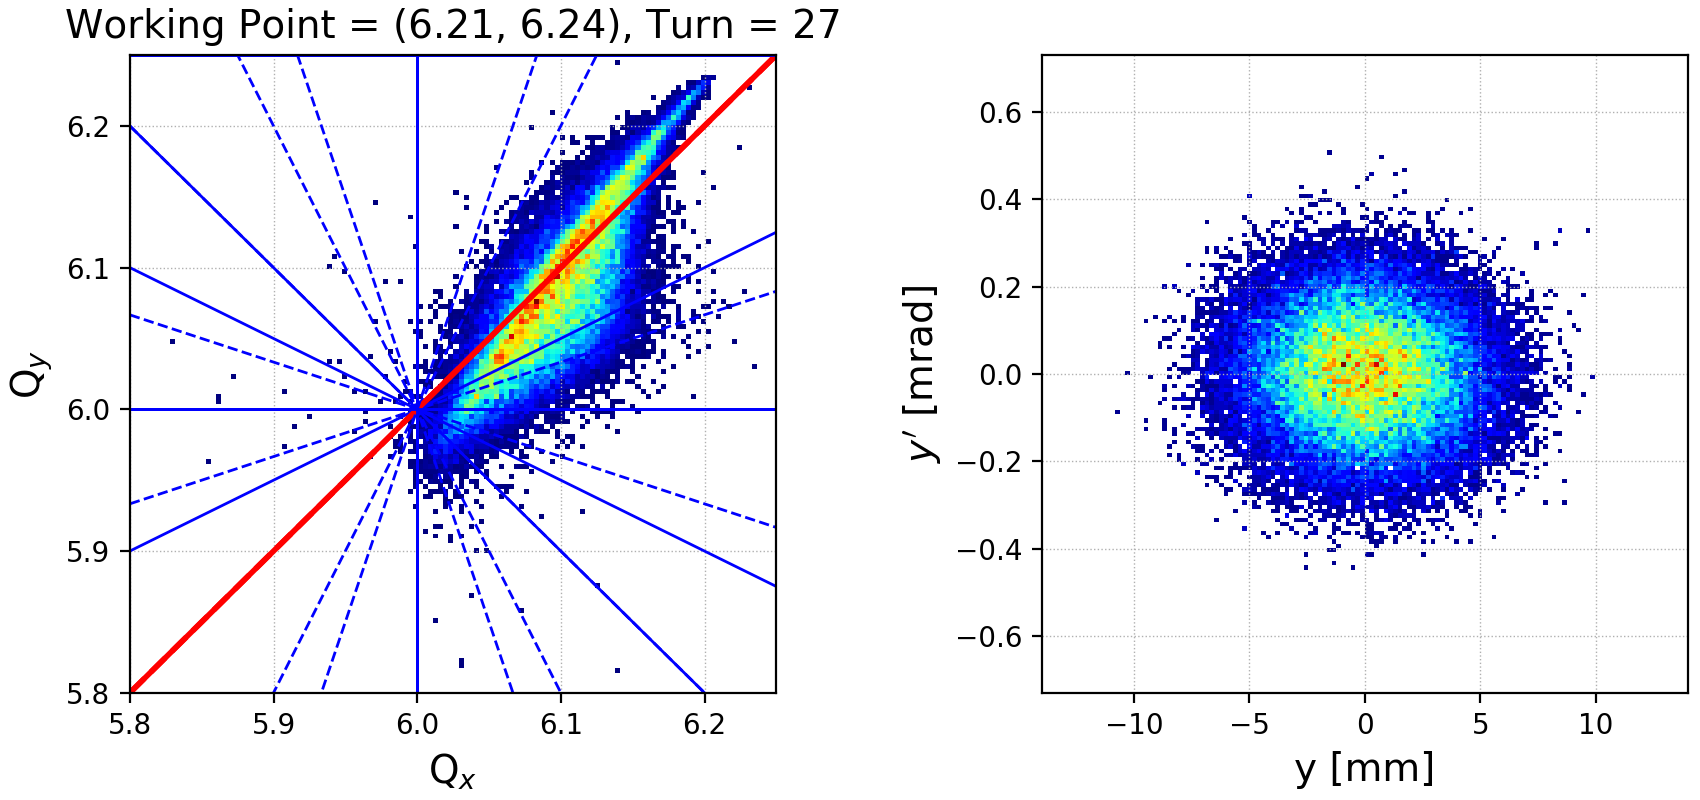 Working Point = (6.21, 6.24), Turn = 27
6.2
6.1
6.0
5.9
5.8
Qy
5.8 5.9 6.0 6.1 6.2
Qx
0.6
0.4
0.2
0.0
−0.2
−0.4
−0.6
y′ [mrad]
−10 −5 0 5 10
y [mm]